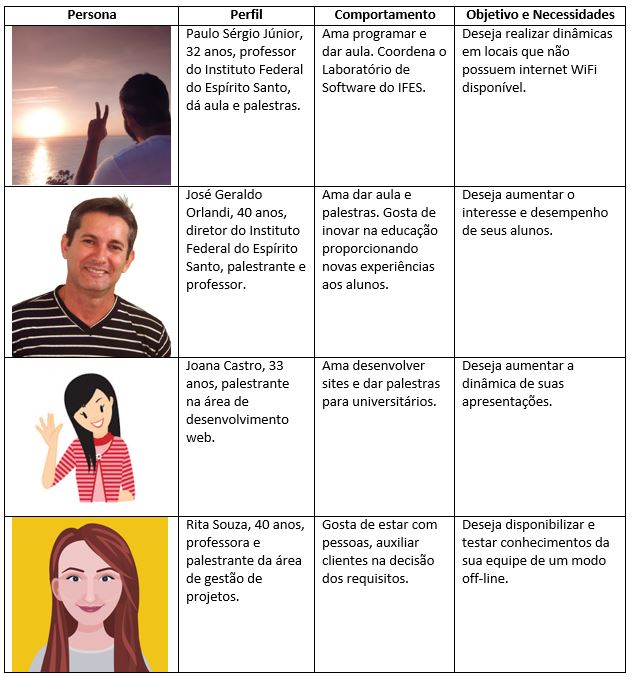 Persona
Perfil
Comportamento
Objetivo e Necessidades
Paulo Sérgio Júnior,
32 anos, professor
do Instituto Federal
do Espírito Santo,
dá aula e palestras.
Ama programar e
dar aula. Coordena o
Laboratório de
Software do IFES.
Deseja realizar dinâmicas
em locais que não
possuem internet WiFi
disponível.
José Geraldo
Orlandi, 40 anos,
diretor do Instituto
Federal do Espírito
Santo, palestrante e
professor.
Ama dar aula e
palestras. Gosta de
inovar na educação
proporcionando
novas experiências
aos alunos.
Deseja aumentar o
interesse e desempenho
de seus alunos.
Joana Castro, 33
anos, palestrante
na área de
desenvolvimento
web.
Ama desenvolver
sites e dar palestras
para universitários.
Deseja aumentar a
dinâmica de suas
apresentações.
Rita Souza, 40 anos,
professora e
palestrante da área
de gestão de
projetos.
Gosta de estar com
pessoas, auxiliar
clientes na decisão
dos requisitos.
Deseja disponibilizar e
testar conhecimentos da
sua equipe de um modo
off-line.